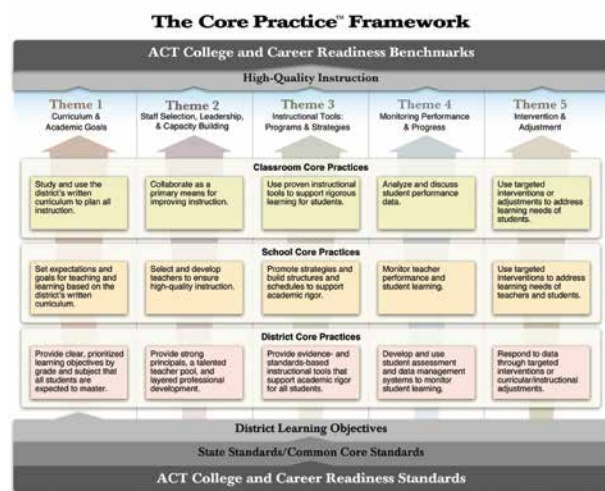 The Core Practice™ Framework
ACT College and Career Readiness Benchmarks
High-Quality Instruction
Theme 1
Curriculum &
Academic Goals
Theme 2
Staff Selection, Leadership,
& Capacity Building
Theme 3
Instructional Tools:
Programs & Strategies
Theme 4
Monitoring Performance
& Progress
Theme 5
Intervention &
Adjustment
Classroom Core Practices
Study and use the
district's written
curriculum to plan all
instruction.
Collaborate as a
primary means for
improving instruction.
Use proven instructional
tools to support rigorous
learning for students.
Analyze and discuss
student performance
data.
Use targeted
interventions or
adjustments to address
learning needs of
students.
School Core Practices
Set expectations and
goals for teaching and
learning based on the
district's written
curriculum.
Select and develop
teachers to ensure
high-quality instruction.
Promote strategies and
build structures and
schedules to support
academic rigor.
Monitor teacher
performance and
student learning.
Use targeted
interventions to address
learning needs of
teachers and students.
District Core Practices
Provide clear, prioritized
learning objectives by
grade and subject that
all students are
expected to master.
Provide strong
principals, a talented
teacher pool, and
layered professional
development.
Provide evidence- and
standards-based
instructional tools that
support academic rigor
for all students.
Develop and use
student assessment
and data management
systems to monitor
student learning.
Respond to data
through targeted
interventions or
curricular/instructional
adjustments.
District Learning Objectives
State Standards/Common Core Standards
ACT College and Career Readiness Standards